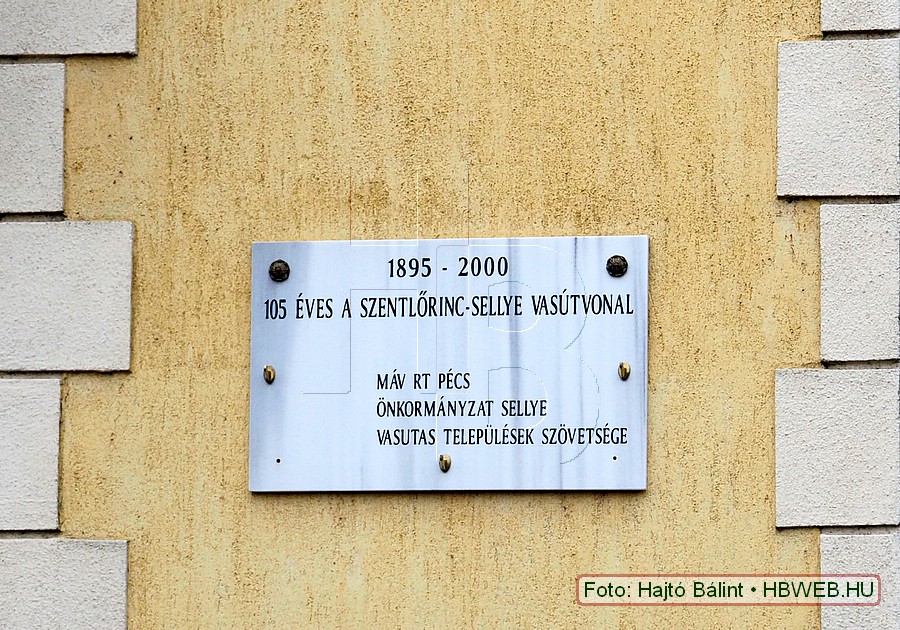 1895 - 2000
105 ÉVES A SZENTLŐRINC-SELLYE VASÚTVONAL
MÁV RT PÉCS
ÖNKORMÁNYZAT SELLYE
VASUTAS TELEPÜLÉSEK SZÖVETSÉGE
Foto: Hajtó Bálint • HBWEB.HU